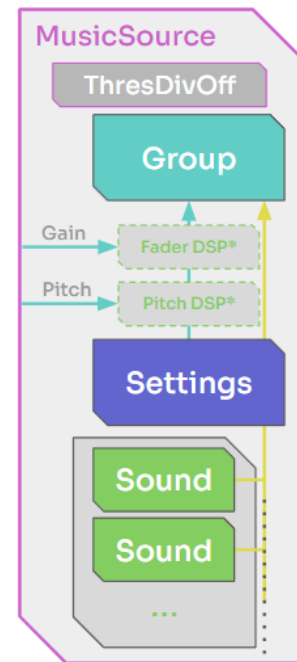 MusicSource
ThresDivOff
Group
Gain
Fader DSP*
Pitch
Pitch DSP*
Settings
Sound
Sound
...